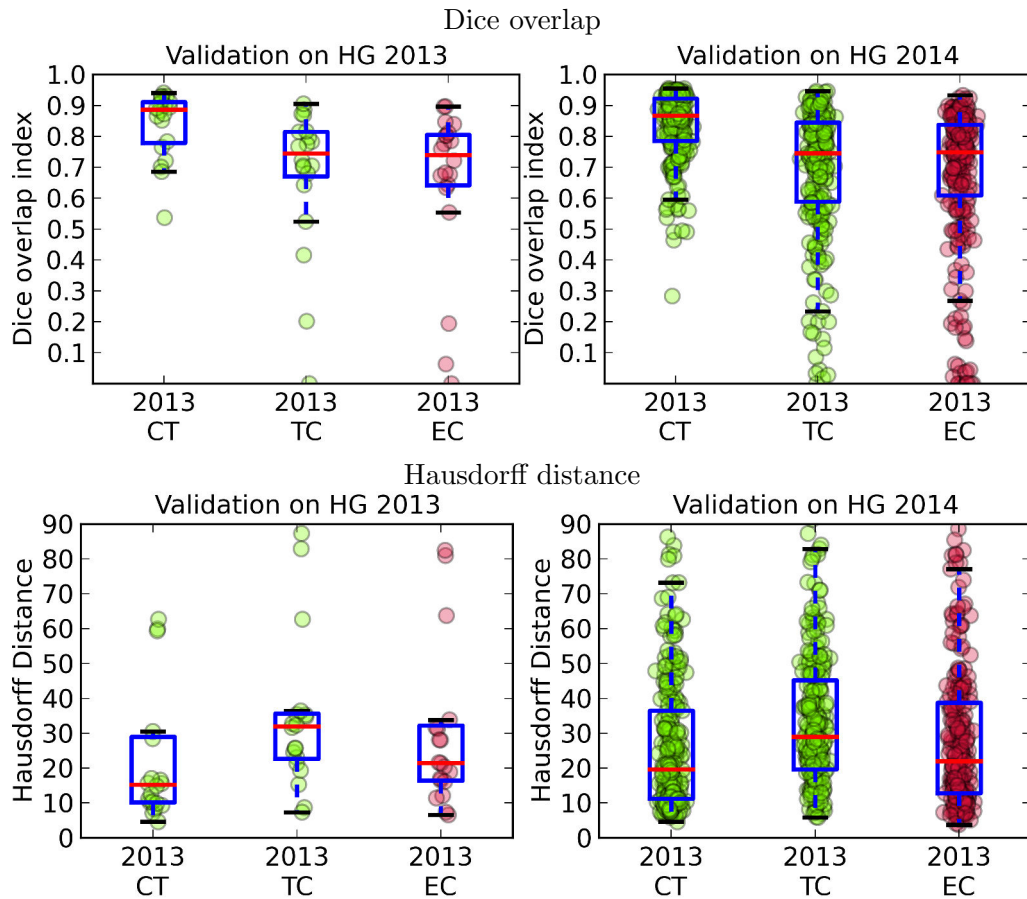 Dice overlap
Validation on HG 2013
Dice overlap index
1.0
0.9
0.8
0.7
0.6
0.5
0.4
0.3
0.2
0.1
2013 2013 2013
CT TC EC
Validation on HG 2014
Dice overlap index
1.0
0.9
0.8
0.7
0.6
0.5
0.4
0.3
0.2
0.1
2013 2013 2013
CT TC EC
Hausdorff distance
Validation on HG 2013
Hausdorff Distance
90
80
70
60
50
40
30
20
10
0
2013 2013 2013
CT TC EC
Validation on HG 2014
Hausdorff Distance
90
80
70
60
50
40
30
20
10
0
2013 2013 2013
CT TC EC